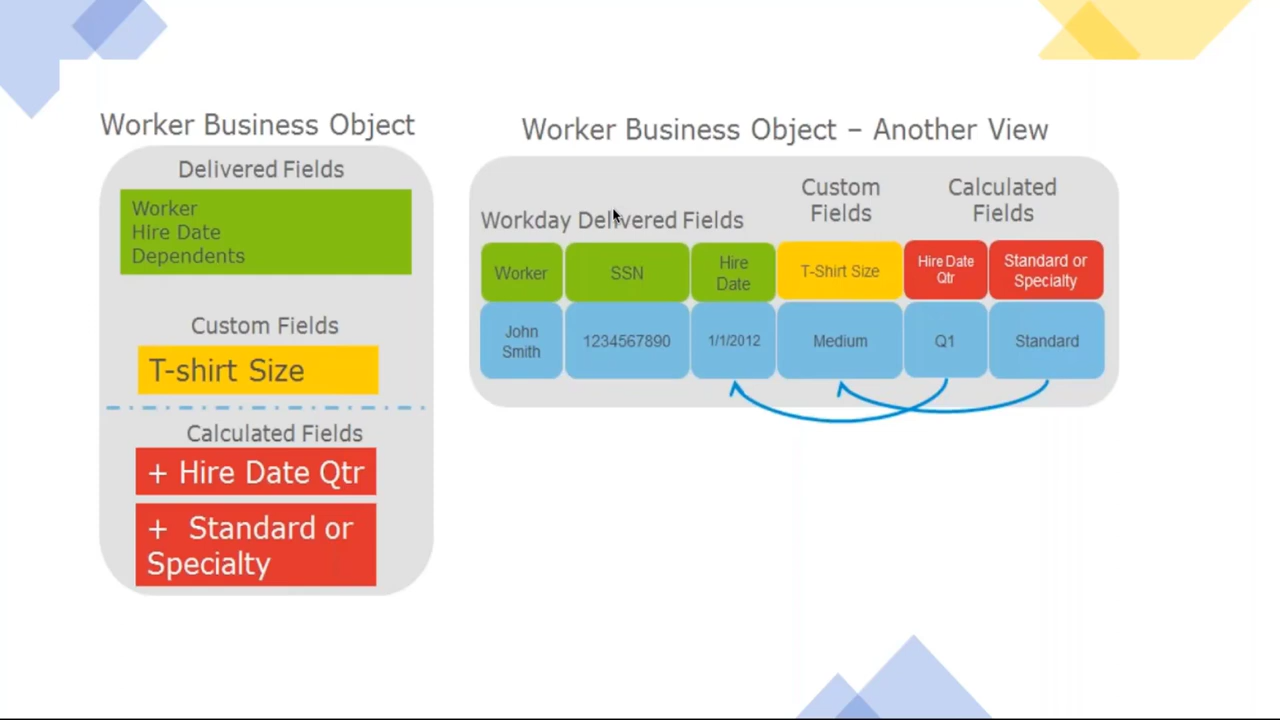 Worker Business Object
Delivered Fields
Worker
Hire Date
Dependents
Custom Fields
T-shirt Size
Calculated Fields
+ Hire Date Qtr
+ Standard or
Specialty
Worker Business Object – Another View
Workday Delivered Fields
Custom
Fields
Calculated
Fields
Worker
SSN
Hire
Date
T-Shirt Size
Hire Date
Qtr
Standard or
Specialty
John
Smith
1234567890
1/1/2012
Medium
Q1
Standard